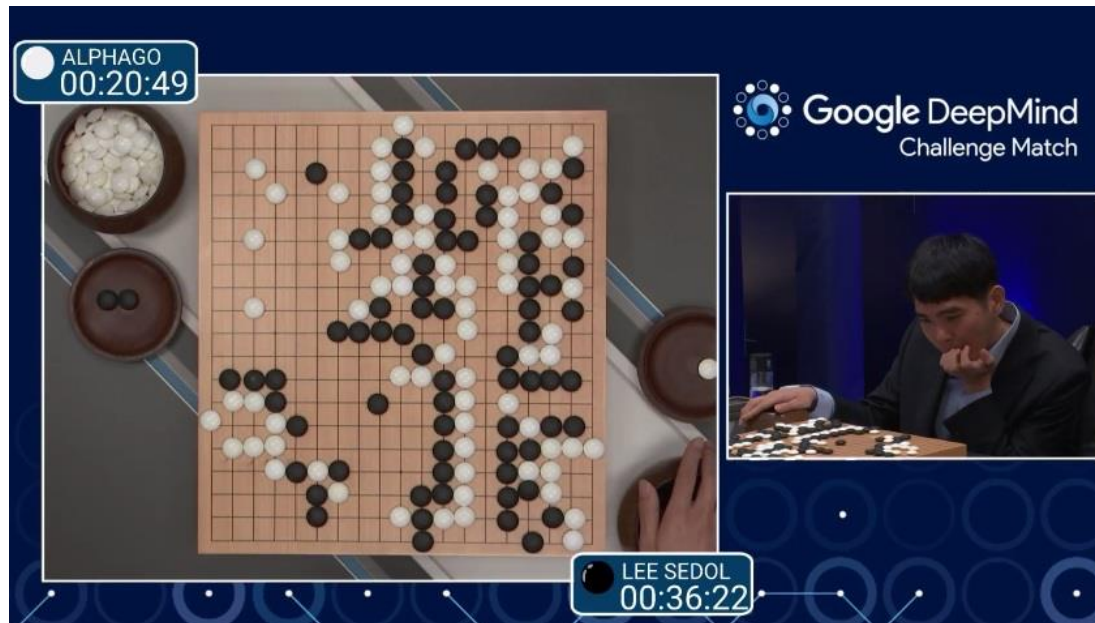 ALPHAGO
00:20:49
Google DeepMind
Challenge Match
LEE SEDOL
00:36:22